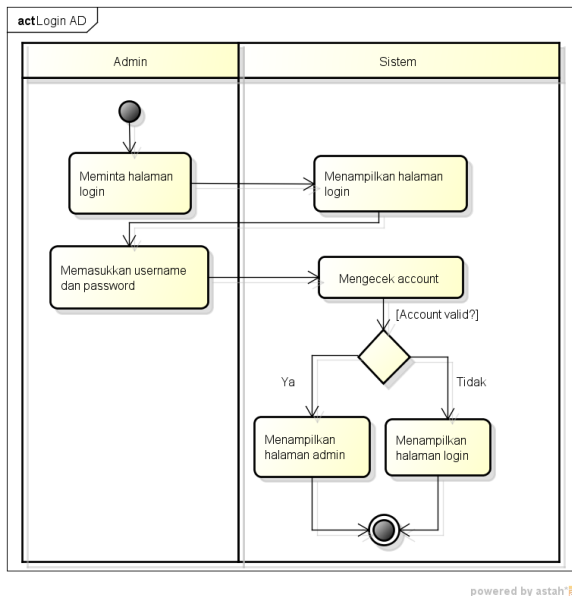 act Login AD
Admin
Sistem
Meminta halaman
login
Menampilkan halaman
login
Memasukkan username
dan password
Mengecek account
[Account valid?]
Ya
Tidak
Menampilkan
halaman admin
Menampilkan
halaman login
powered by astah*